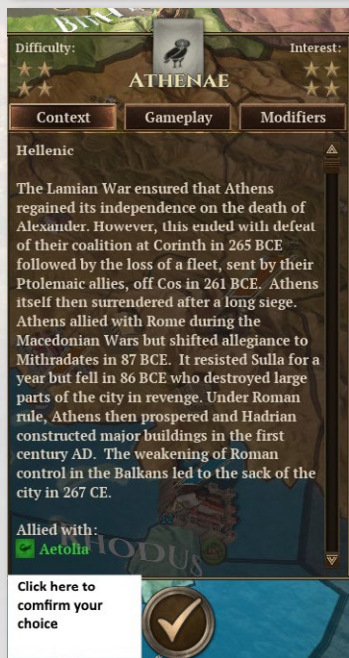 Difficulty:
Interest:
ATHENAE
Context
Gameplay
Modifiers
Hellenic
The Lamian War ensured that Athens
regained its independence on the death of
Alexander. However, this ended with defeat
of their coalition at Corinth in 265 BCE
followed by the loss of a fleet, sent by their
Ptolemaic allies, off Cos in 261 BCE. Athens
itself then surrendered after a long siege.
Athens allied with Rome during the
Macedonian Wars but shifted allegiance to
Mithradates in 87 BCE. It resisted Sulla for a
year but fell in 86 BCE who destroyed large
parts of the city in revenge. Under Roman
rule, Athens then prospered and Hadrian
constructed major buildings in the first
century AD. The weakening of Roman
control in the Balkans led to the sack of the
city in 267 CE.
Allied with:
Aetolia
RHODUS
Click here to
comfirm your
choice